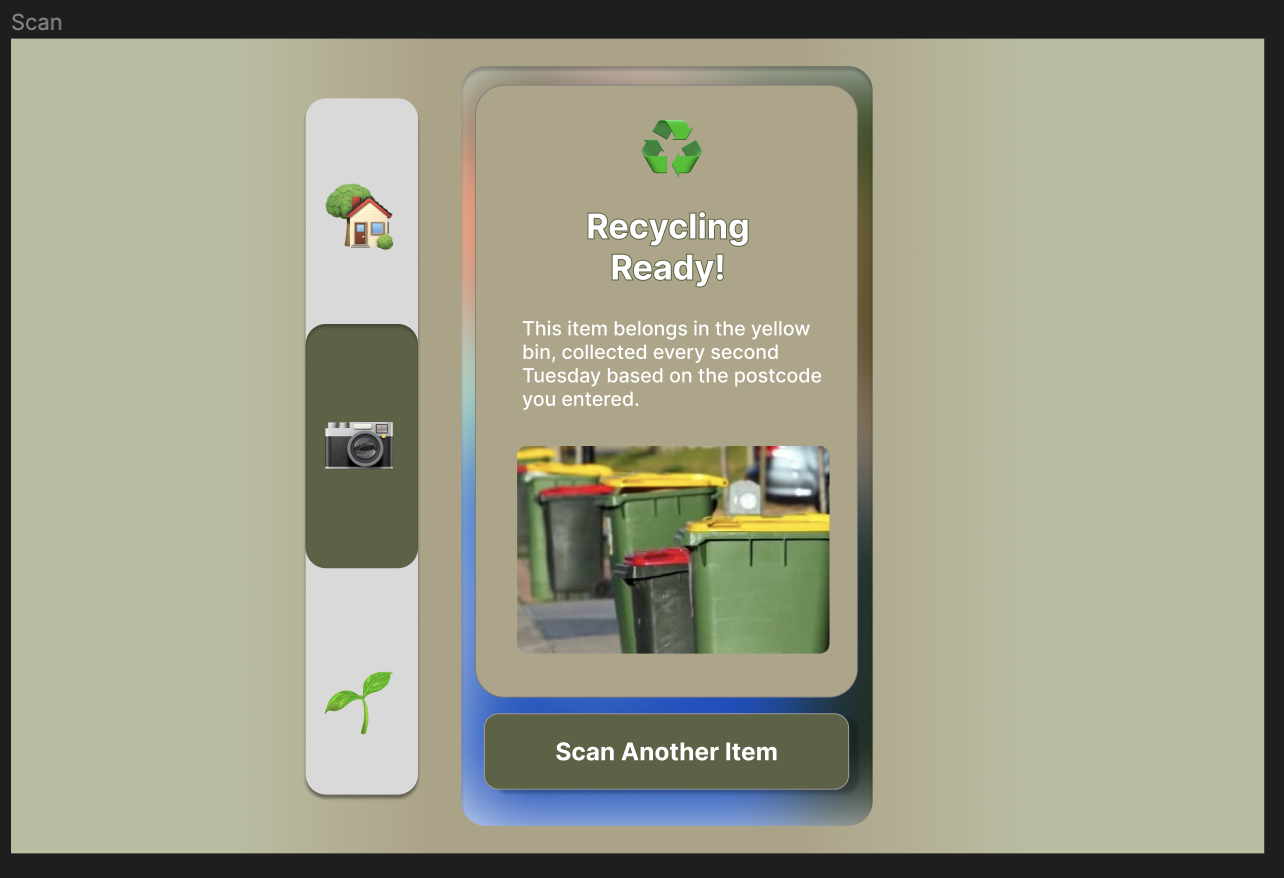 Scan
Recycling
Ready!
This item belongs in the yellow
bin, collected every second
Tuesday based on the postcode
you entered.
Scan Another Item